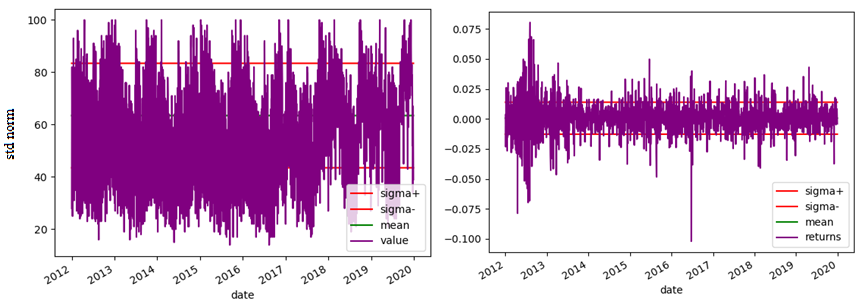 std norm
100
80
60
40
20
2012
2013
2014
2015
2016
2017
2018
2019
2020
date
sigma+
sigma-
mean
value
0.075
0.050
0.025
0.000
-0.025
-0.050
-0.075
-0.100
2012
2013
2014
2015
2016
2017
2018
2019
2020
date
sigma+
sigma-
mean
returns